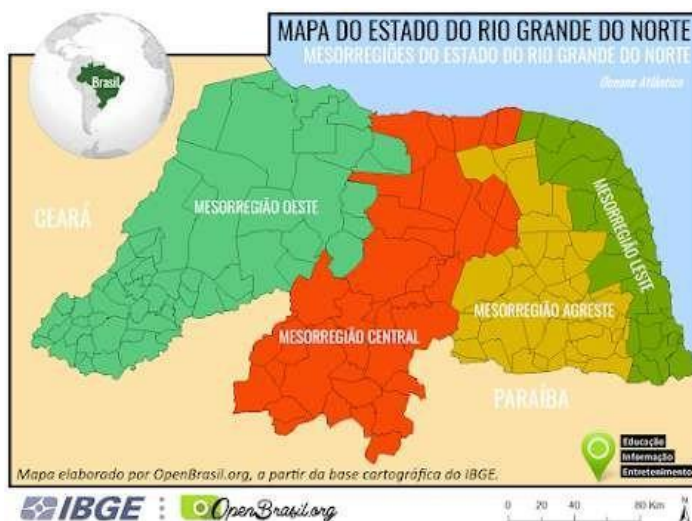 MAPA DO ESTADO DO RIO GRANDE DO NORTE
MESORREGIÕES DO ESTADO DO RIO GRANDE DO NORTE
Brasil
Oceano Atlântico
CEARÁ
MESORREGIÃO OESTE
MESORREGIÃO LESTE
MESORREGIÃO AGRESTE
MESORREGIÃO CENTRAL
PARAÍBA
Educação
Informação
Entretenimento
Mapa elaborado por OpenBrasil.org, a partir da base cartográfica do IBGE.
IBGE
OpenBrasil.org
0 20 40 80 Km
N